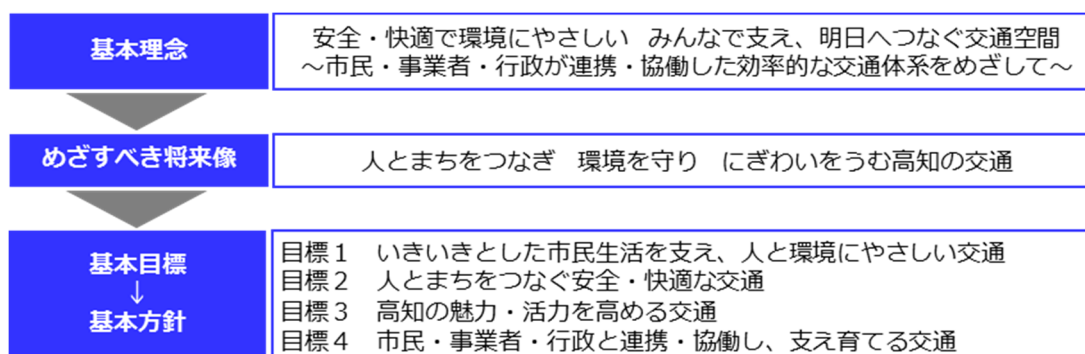 基本理念
安全・快適で環境にやさしい みんなで支え、明日へつなぐ交通空間
～市民・事業者・行政が連携・協働した効率的な交通体系をめざして～
めざすべき将来像
人とまちをつなぎ 環境を守り にぎわいをうむ高知の交通
基本目標
↓
基本方針
目標１ いきいきとした市民生活を支え、人と環境にやさしい交通
目標２ 人とまちをつなぐ安全・快適な交通
目標３ 高知の魅力・活力を高める交通
目標４ 市民・事業者・行政と連携・協働し、支え育てる交通